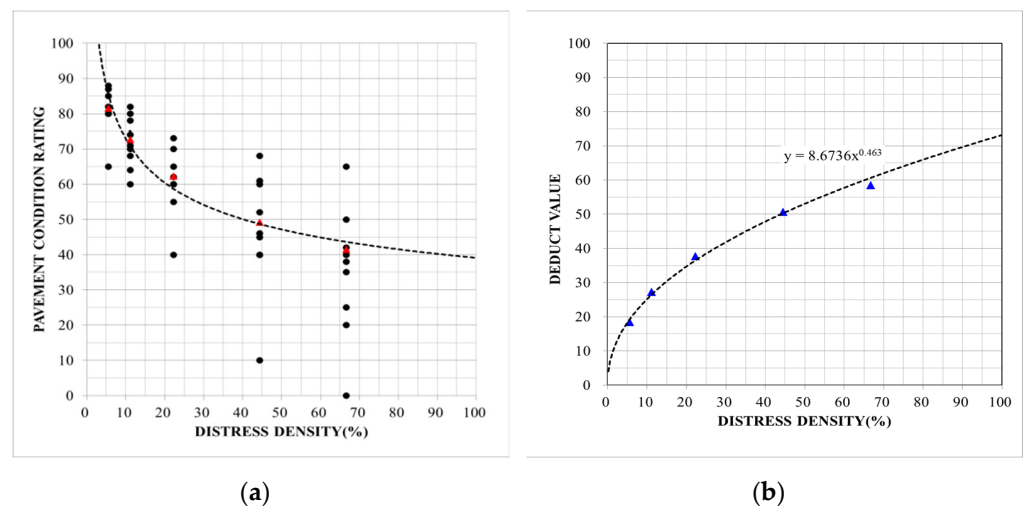 100
90
80
70
60
50
40
30
20
10
0
PAVEMENT CONDITION RATING
0 10 20 30 40 50 60 70 80 90 100
DISTRESS DENSITY(%)
(a)
100
90
80
70
60
50
40
30
20
10
0
DEDUCT VALUE
y = 8.6736x^0.463
0 10 20 30 40 50 60 70 80 90 100
DISTRESS DENSITY(%)
(b)